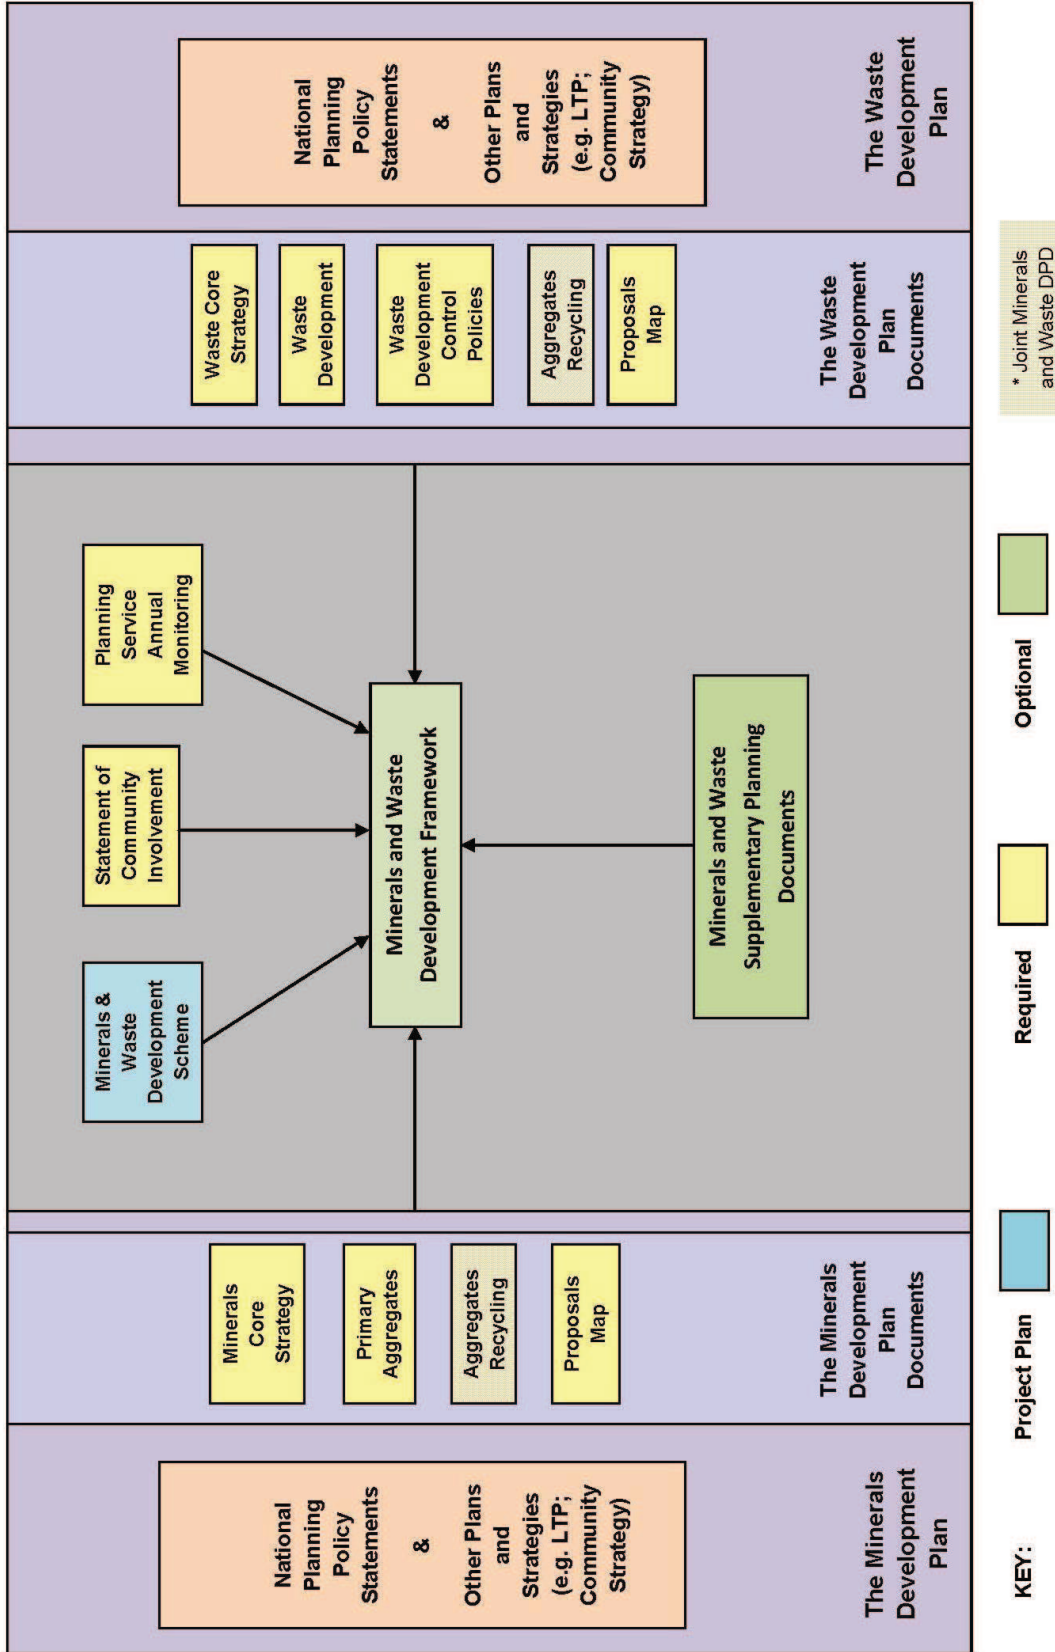 National
Planning
Policy
Statements
&
Other Plans
and
Strategies
(e.g. LTP;
Community
Strategy)
The Minerals
Development
Plan
Minerals
Core
Strategy
Primary
Aggregates
Aggregates
Recycling
Proposals
Map
The Minerals
Development
Plan
Documents
Minerals &
Waste
Development
Scheme
Statement of
Community
Involvement
Planning
Service
Annual
Monitoring
Minerals and Waste
Development Framework
Minerals and Waste
Supplementary Planning
Documents
Waste Core
Strategy
Waste
Development
Waste
Development
Control
Policies
Aggregates
Recycling
Proposals
Map
The Waste
Development
Plan
Documents
National
Planning
Policy
Statements
&
Other Plans
and
Strategies
(e.g. LTP;
Community
Strategy)
The Waste
Development
Plan
KEY:
Project Plan
Required
Optional
* Joint Minerals
and Waste DPD